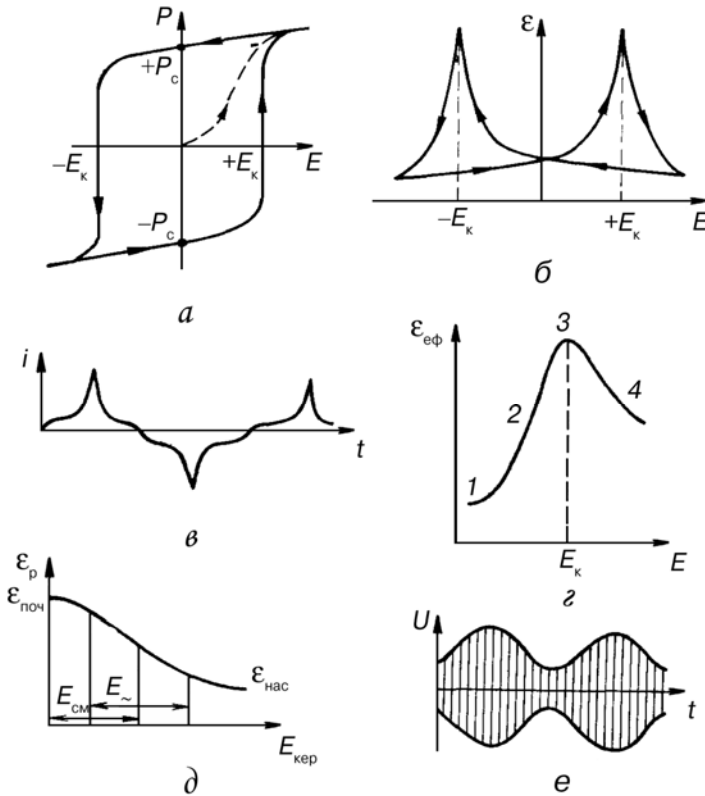 P
+Pс
−Eк
+Eк
E
−Pс
а
ε
−Eк
+Eк
E
б
i
t
в
εеф
3
2
4
1
Eк
E
г
εр
εпоч
Eсм
E~
εнас
Eкер
д
U
t
е